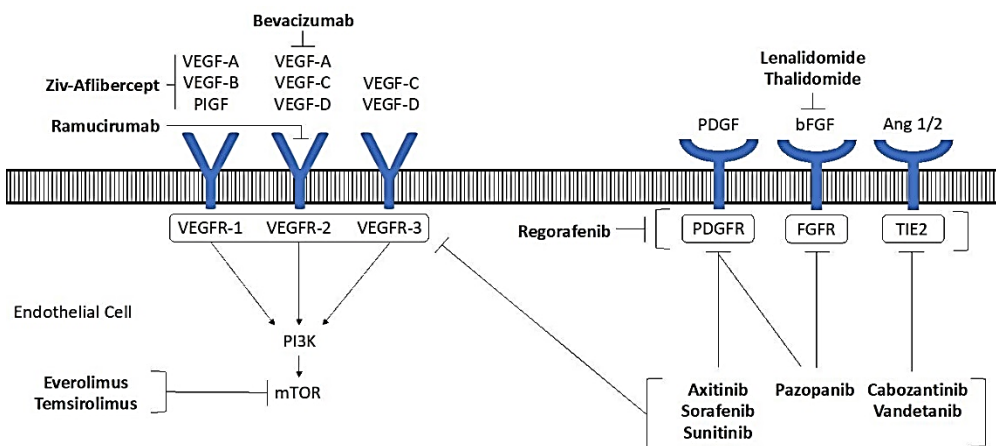 Bevacizumab
VEGF-A
VEGF-B
PlGF
Ziv-Aflibercept
VEGF-A
VEGF-C
VEGF-D
VEGF-C
VEGF-D
Ramucirumab
Lenalidomide
Thalidomide
PDGF
bFGF
Ang 1/2
VEGFR-1
VEGFR-2
VEGFR-3
Regorafenib
PDGFR
FGFR
TIE2
Endothelial Cell
PI3K
mTOR
Everolimus
Temsirolimus
Axitinib
Sorafenib
Sunitinib
Pazopanib
Cabozantinib
Vandetanib